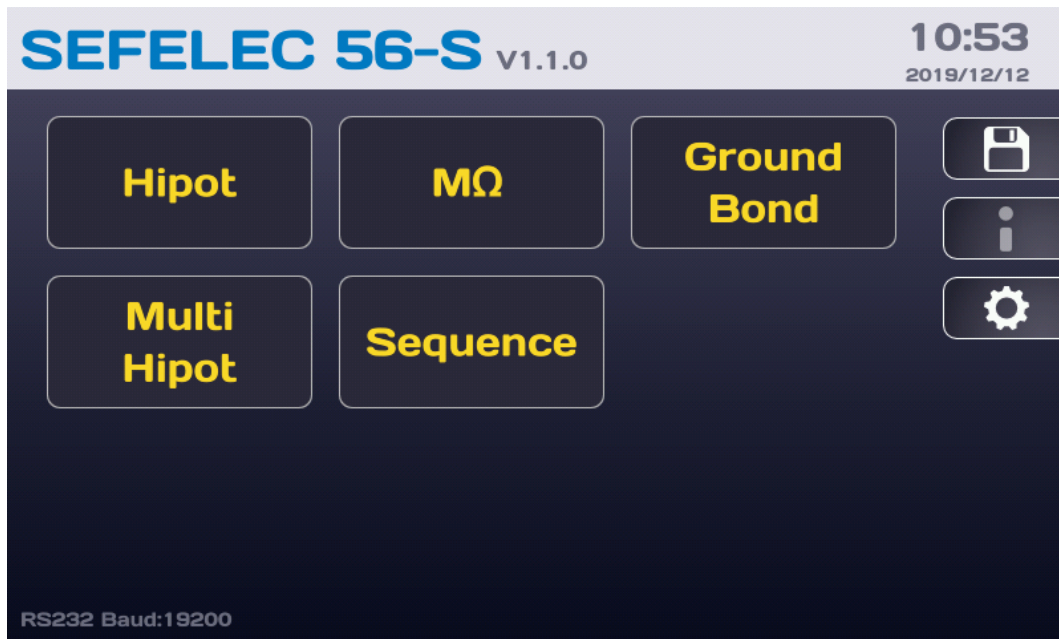 SEFELEC 56-S V1.1.0
10:53
2019/12/12
Hipot
MΩ
Ground
Bond
Multi
Hipot
Sequence
RS232 Baud:19200